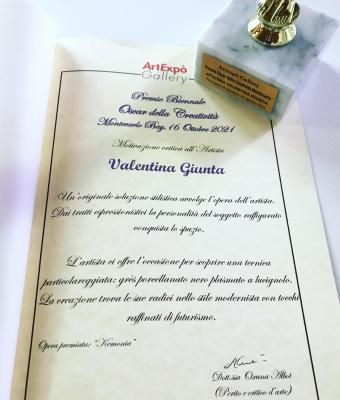 ArtExpò
Gallery
Premio Biennale
Oscar della Creatività
Montecarlo Bay, 16 Ottobre 2021
Motivazione critica all'Artista
Valentina Giunta
Un'originale soluzione stilistica avvolge l'opera dell'artista.
Dai tratti espressionistici la personalità del soggetto raffigurato
conquista lo spazio.
L'artista ci offre l'occasione per scoprire una tecnica
particolareggiata: grès porcellanato nero plasmato a lucignolo.
La creazione trova le sue radici nello stile modernista con tocchi
raffinati di futurismo.
Opera premiata: "Kemonia"
Dott.ssa Oxana Albot
(Perito e critico d'arte)
Artexpò Gallery